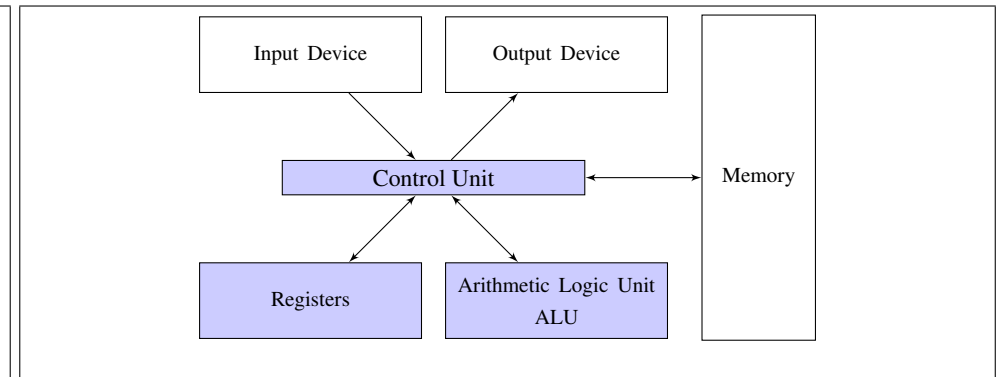 Input Device
Output Device
Control Unit
Memory
Registers
Arithmetic Logic Unit
ALU